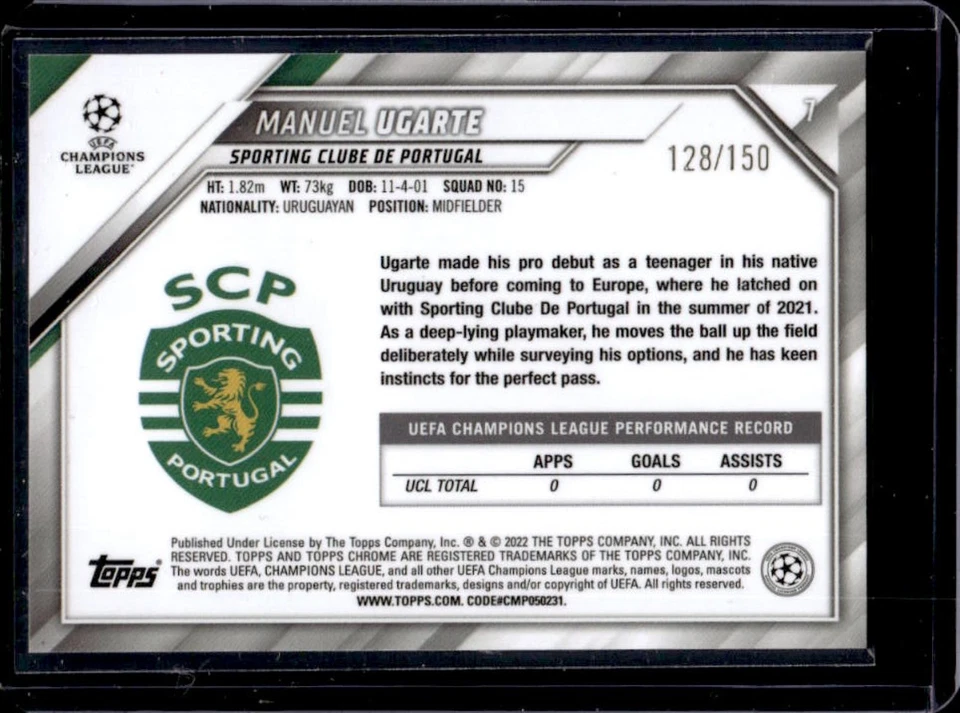 7
MANUEL UGARTE
UEFA
CHAMPIONS
LEAGUE
SPORTING CLUBE DE PORTUGAL
128/150
HT: 1.82m WT: 73kg DOB: 11-4-01 SQUAD NO: 15
NATIONALITY: URUGUAYAN POSITION: MIDFIELDER
SCP
SPORTING
PORTUGAL
Ugarte made his pro debut as a teenager in his native
Uruguay before coming to Europe, where he latched on
with Sporting Clube De Portugal in the summer of 2021.
As a deep-lying playmaker, he moves the ball up the field
deliberately while surveying his options, and he has keen
instincts for the perfect pass.
UEFA CHAMPIONS LEAGUE PERFORMANCE RECORD
APPS GOALS ASSISTS
UCL TOTAL 0 0 0
Published Under License by The Topps Company, Inc. ® & © 2022 THE TOPPS COMPANY, INC. ALL RIGHTS
RESERVED. TOPPS AND TOPPS CHROME ARE REGISTERED TRADEMARKS OF THE TOPPS COMPANY, INC.
The words UEFA, CHAMPIONS LEAGUE, and all other UEFA Champions League marks, names, logos, mascots
and trophies are the property, registered trademarks, designs and/or copyright of UEFA. All rights reserved.
WWW.TOPPS.COM. CODE#CMP050231.
topps